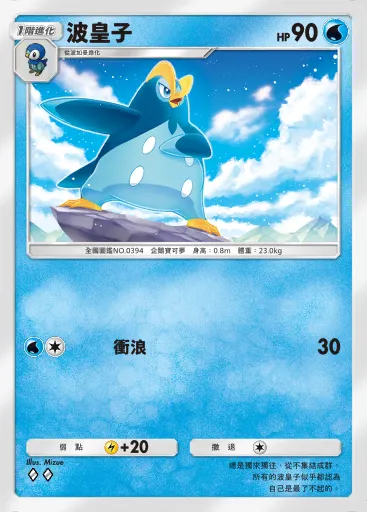 1階進化
波皇子
HP 90
從波加曼進化
全國圖鑑NO.0394 企鵝寶可夢 身高：0.8m 體重：23.0kg
衝浪 30
弱點 +20 撤退
Illus. Mizue
總是獨來獨往，從不集結成群。
所有的波皇子似乎都認為
自己是最了不起的。